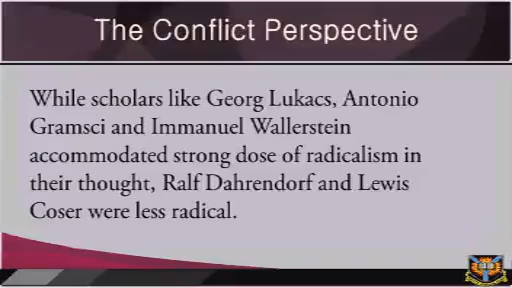 The Conflict Perspective
While scholars like Georg Lukacs, Antonio
Gramsci and Immanuel Wallerstein
accommodated strong dose of radicalism in
their thought, Ralf Dahrendorf and Lewis
Coser were less radical.